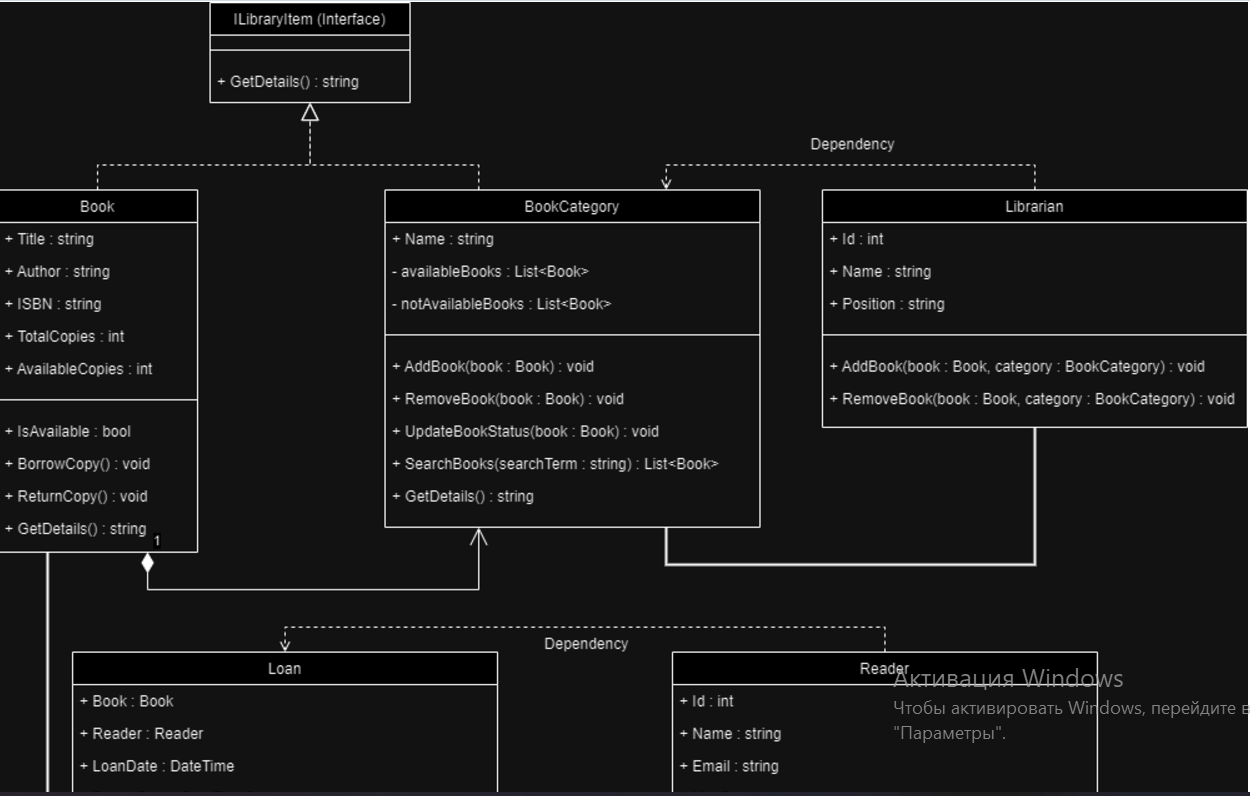 ILibraryItem (Interface)
+ GetDetails() : string
Dependency
Book
+ Title : string
+ Author : string
+ ISBN : string
+ TotalCopies : int
+ AvailableCopies : int
+ IsAvailable : bool
+ BorrowCopy() : void
+ ReturnCopy() : void
+ GetDetails() : string
1
BookCategory
+ Name : string
- availableBooks : List<Book>
- notAvailableBooks : List<Book>
+ AddBook(book : Book) : void
+ RemoveBook(book : Book) : void
+ UpdateBookStatus(book : Book) : void
+ SearchBooks(searchTerm : string) : List<Book>
+ GetDetails() : string
Librarian
+ Id : int
+ Name : string
+ Position : string
+ AddBook(book : Book, category : BookCategory) : void
+ RemoveBook(book : Book, category : BookCategory) : void
Dependency
Loan
+ Book : Book
+ Reader : Reader
+ LoanDate : DateTime
Reader
+ Id : int
+ Name : string
+ Email : string
Активация Windows
Чтобы активировать Windows, перейдите в
"Параметры".